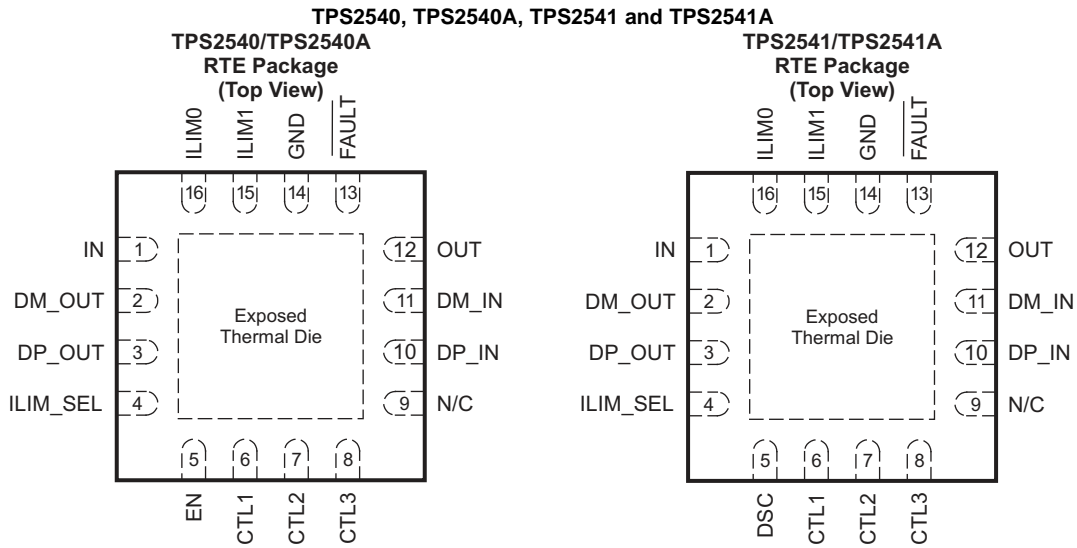 TPS2540, TPS2540A, TPS2541 and TPS2541A
TPS2540/TPS2540A
RTE Package
(Top View)
ILIM0
ILIM1
GND
FAULT
16
15
14
13
IN 1
12 OUT
DM_OUT 2
11 DM_IN
DP_OUT 3
10 DP_IN
ILIM_SEL 4
9 N/C
Exposed
Thermal Die
5
6
7
8
EN
CTL1
CTL2
CTL3
TPS2541/TPS2541A
RTE Package
(Top View)
ILIM0
ILIM1
GND
FAULT
16
15
14
13
IN 1
12 OUT
DM_OUT 2
11 DM_IN
DP_OUT 3
10 DP_IN
ILIM_SEL 4
9 N/C
Exposed
Thermal Die
5
6
7
8
DSC
CTL1
CTL2
CTL3